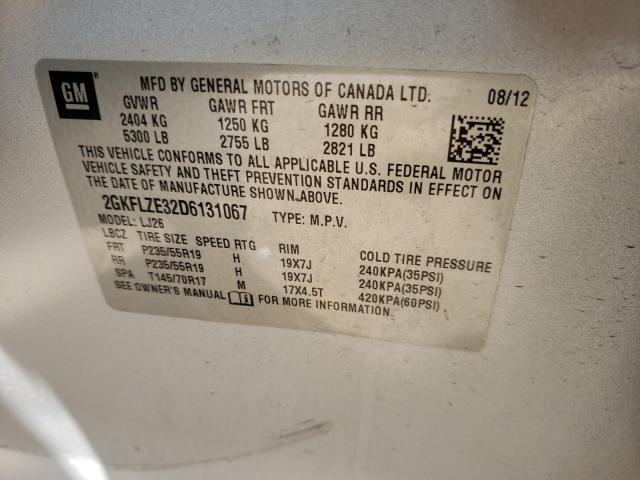 GM
MFD BY GENERAL MOTORS OF CANADA LTD. 08/12
GVWR GAWR FRT GAWR RR
2404 KG 1250 KG 1280 KG
5300 LB 2755 LB 2821 LB
THIS VEHICLE CONFORMS TO ALL APPLICABLE U.S. FEDERAL MOTOR
VEHICLE SAFETY AND THEFT PREVENTION STANDARDS IN EFFECT ON
THE DATE OF MANUFACTURE SHOWN ABOVE.
2GKFLZE32D6131067 TYPE: M.P.V.
MODEL: LJ26
LBCZ TIRE SIZE SPEED RTG RIM COLD TIRE PRESSURE
FRT P235/55R19 H 19X7J 240KPA(35PSI)
RR P235/55R19 H 19X7J 240KPA(35PSI)
SPA T145/70R17 M 17X4.5T 420KPA(60PSI)
SEE OWNER'S MANUAL FOR MORE INFORMATION.